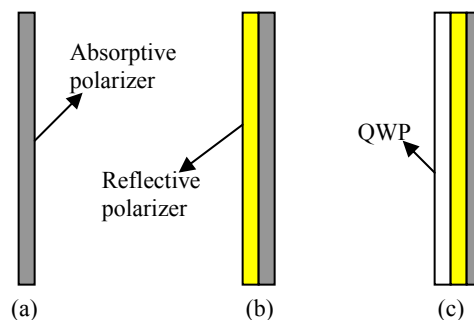 Absorptive
polarizer
Reflective
polarizer
QWP
(a)
(b)
(c)